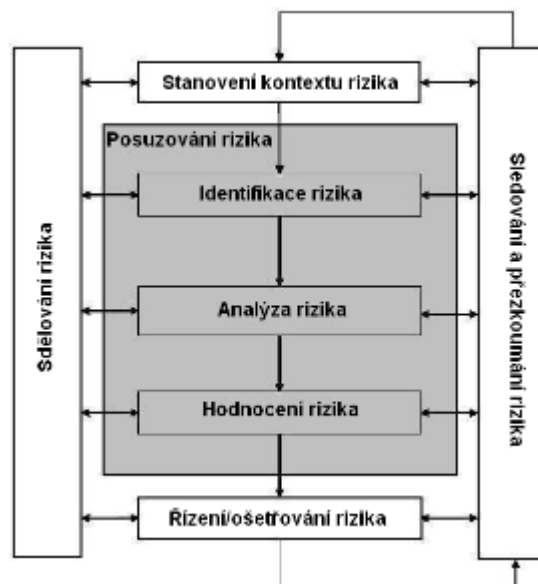 Stanovení kontextu rizika
Posuzování rizika
Identifikace rizika
Analýza rizika
Hodnocení rizika
Řízení/ošetřování rizika
Sdělování rizika
Sledování a přezkoumání rizika